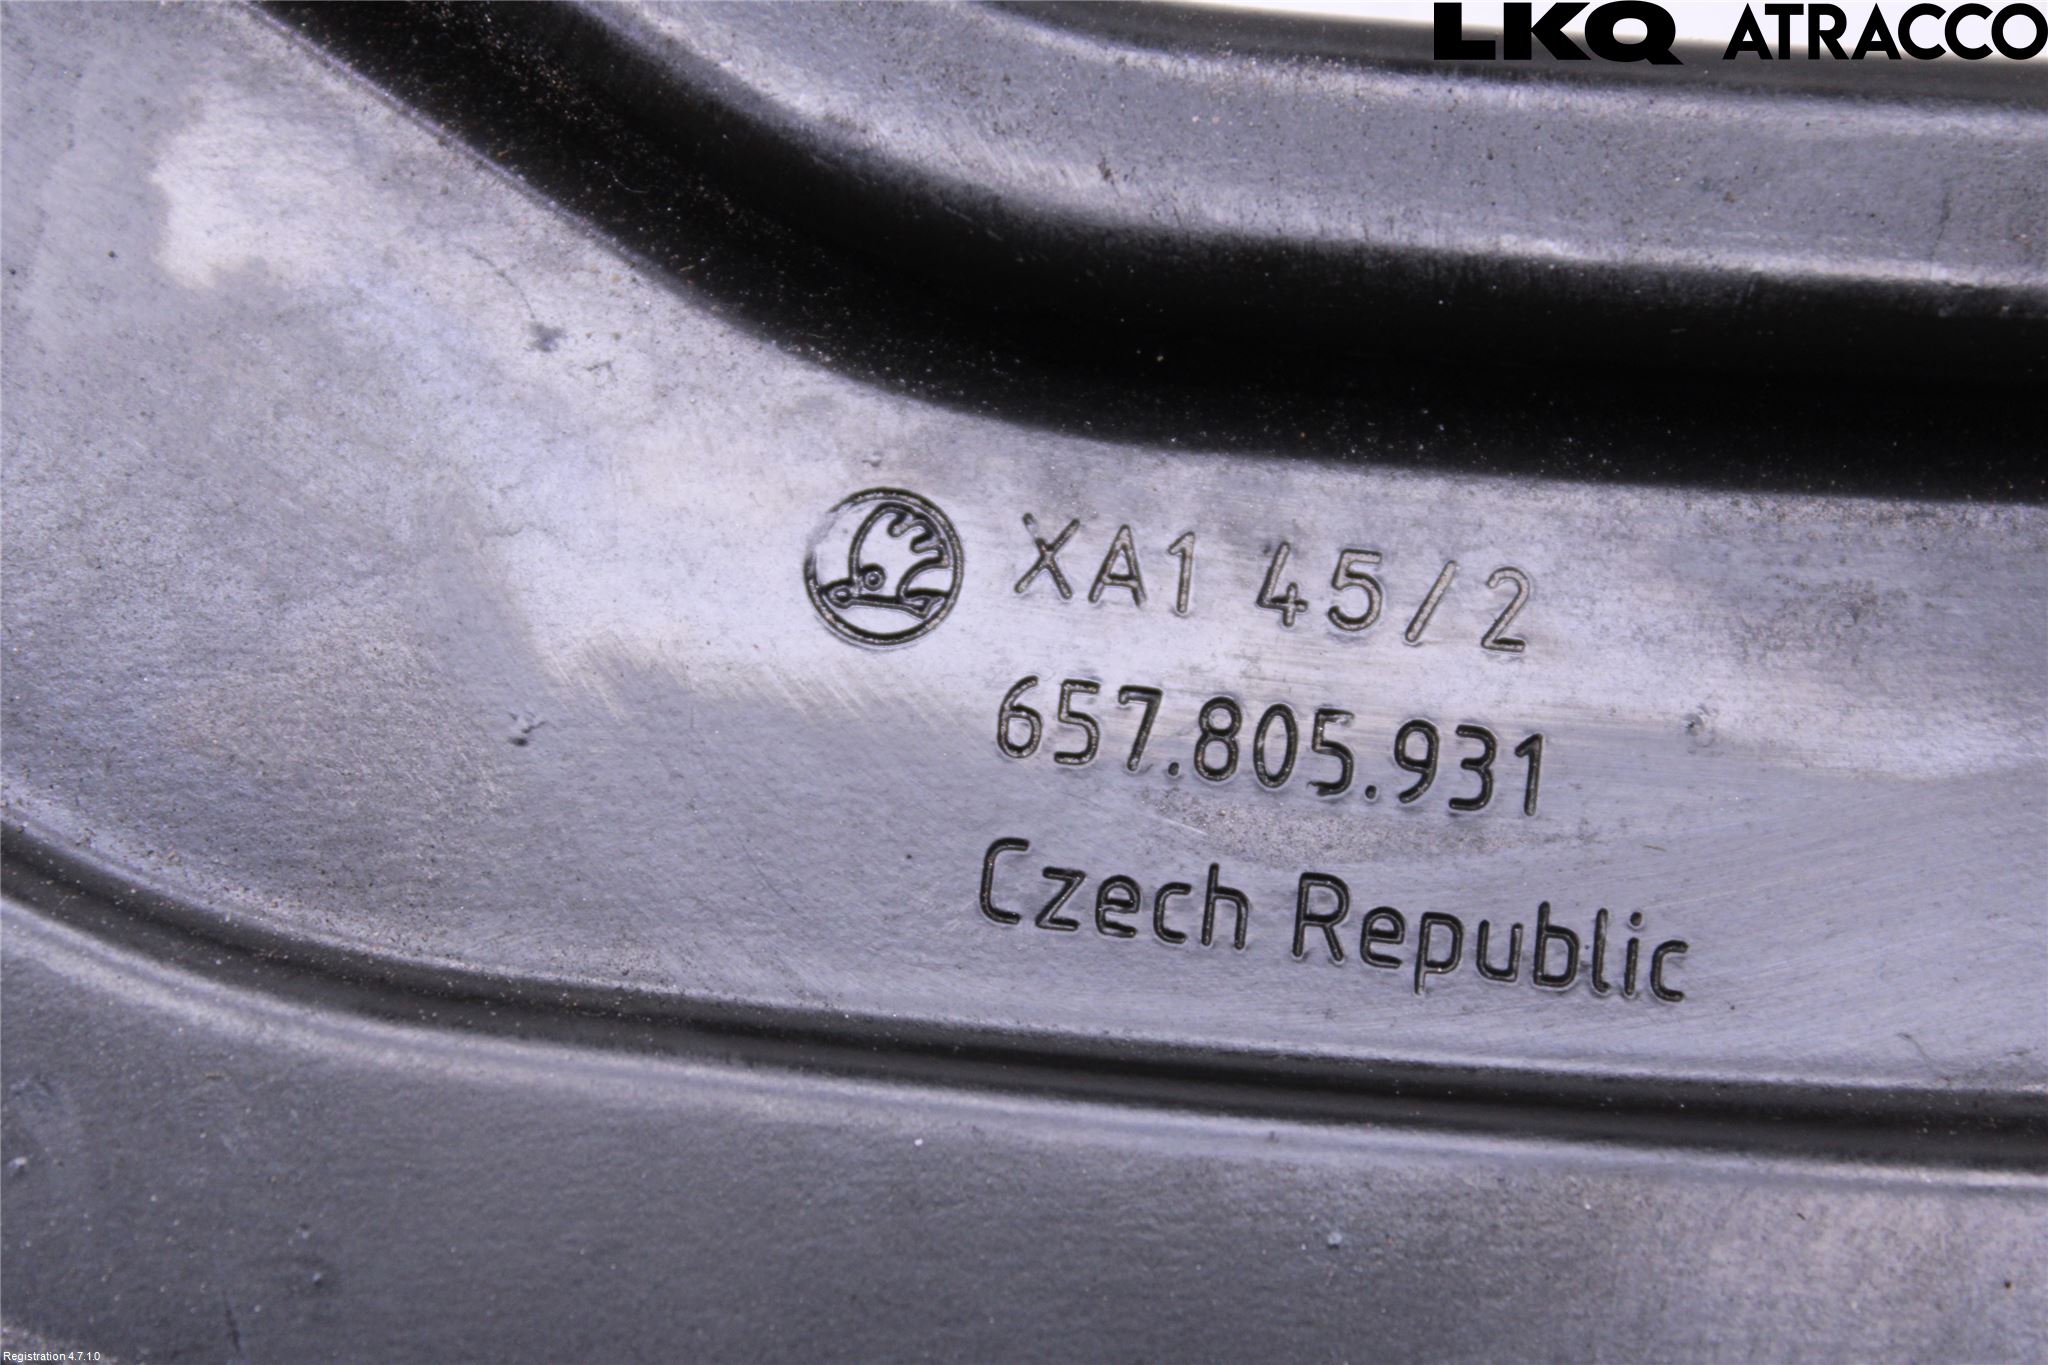 LKQ ATRACCO
XA1 45/2
657.805.931
Czech Republic
Registration 4.7.1.0